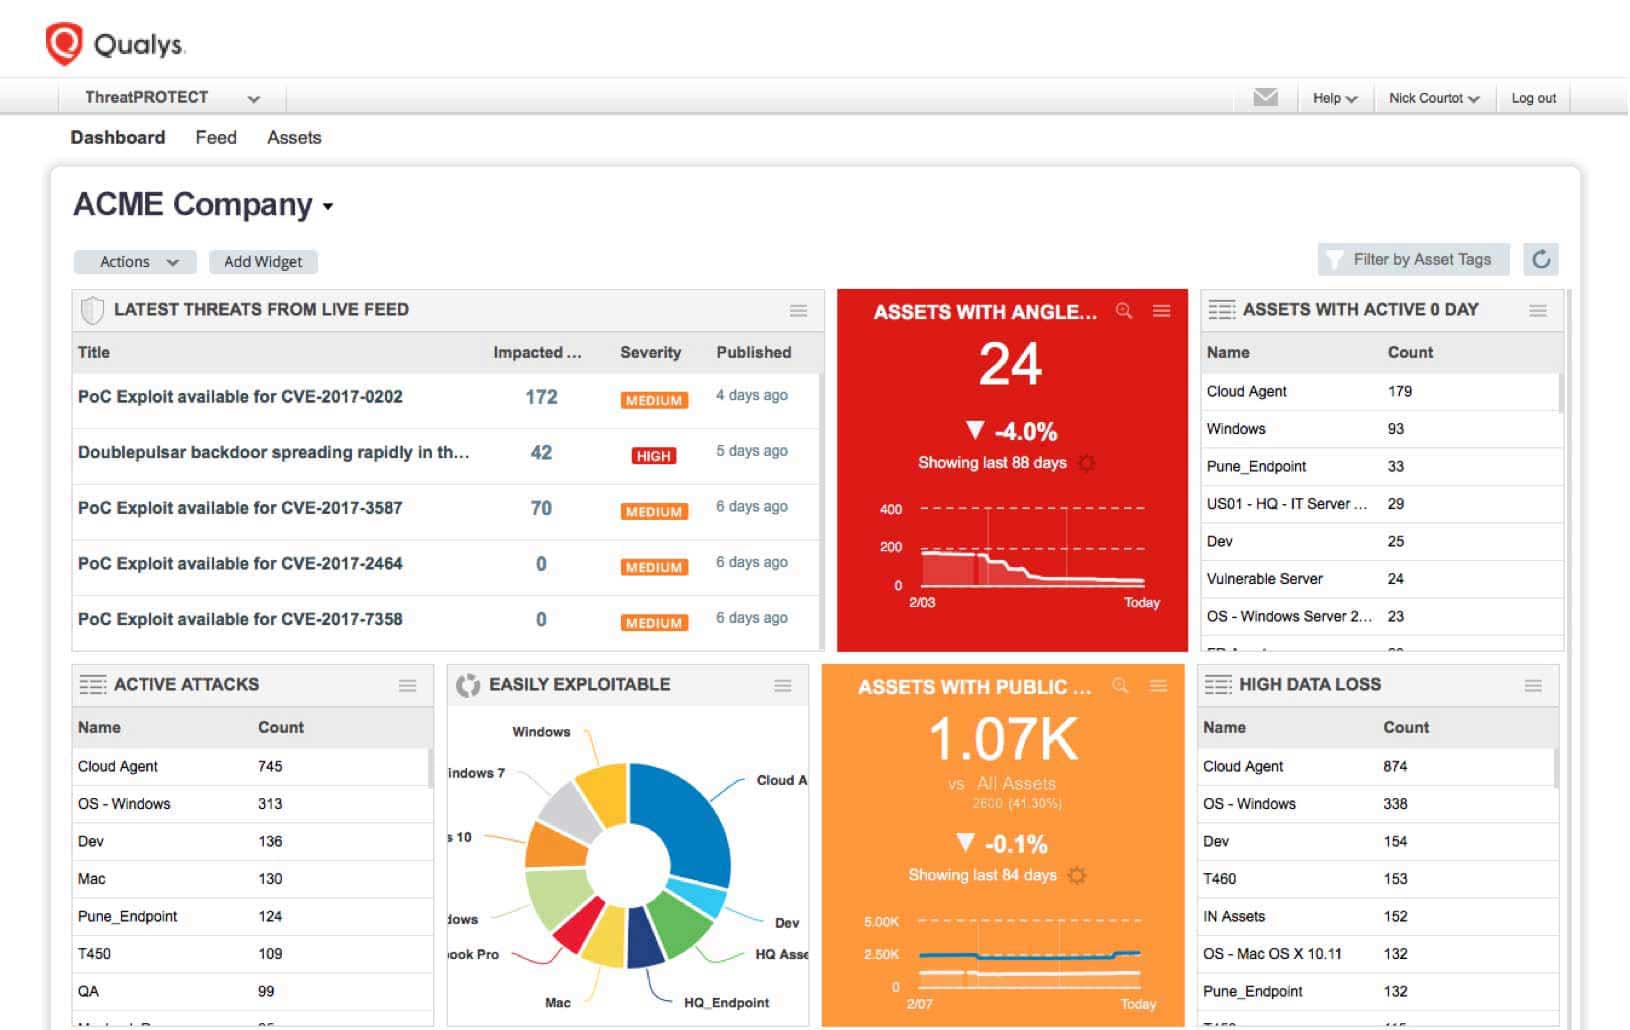 Qualys.
ThreatPROTECT
Help
Nick Courtot
Log out
Dashboard Feed Assets
ACME Company
Actions
Add Widget
Filter by Asset Tags
LATEST THREATS FROM LIVE FEED
Title Impacted ... Severity Published
PoC Exploit available for CVE-2017-0202 172 MEDIUM 4 days ago
Doublepulsar backdoor spreading rapidly in th... 42 HIGH 5 days ago
PoC Exploit available for CVE-2017-3587 70 MEDIUM 6 days ago
PoC Exploit available for CVE-2017-2464 0 MEDIUM 6 days ago
PoC Exploit available for CVE-2017-7358 0 MEDIUM 6 days ago
ASSETS WITH ANGLE...
24
-4.0%
Showing last 88 days
400
200
0
2/03 Today
ASSETS WITH ACTIVE 0 DAY
Name Count
Cloud Agent 179
Windows 93
Pune_Endpoint 33
US01 - HQ - IT Server ... 29
Dev 25
Vulnerable Server 24
OS - Windows Server 2... 23
ACTIVE ATTACKS
Name Count
Cloud Agent 745
OS - Windows 313
Dev 136
Mac 130
Pune_Endpoint 124
T450 109
QA 99
EASILY EXPLOITABLE
Windows
indows 7
Cloud A
s 10
dows
Dev
ook Pro
HQ Asse
Mac
HQ_Endpoint
ASSETS WITH PUBLIC ...
1.07K
vs All Assets
2600 (41.30%)
-0.1%
Showing last 84 days
5.00K
2.50K
0
2/07 Today
HIGH DATA LOSS
Name Count
Cloud Agent 874
OS - Windows 338
Dev 154
T460 153
IN Assets 152
OS - Mac OS X 10.11 132
Pune_Endpoint 132